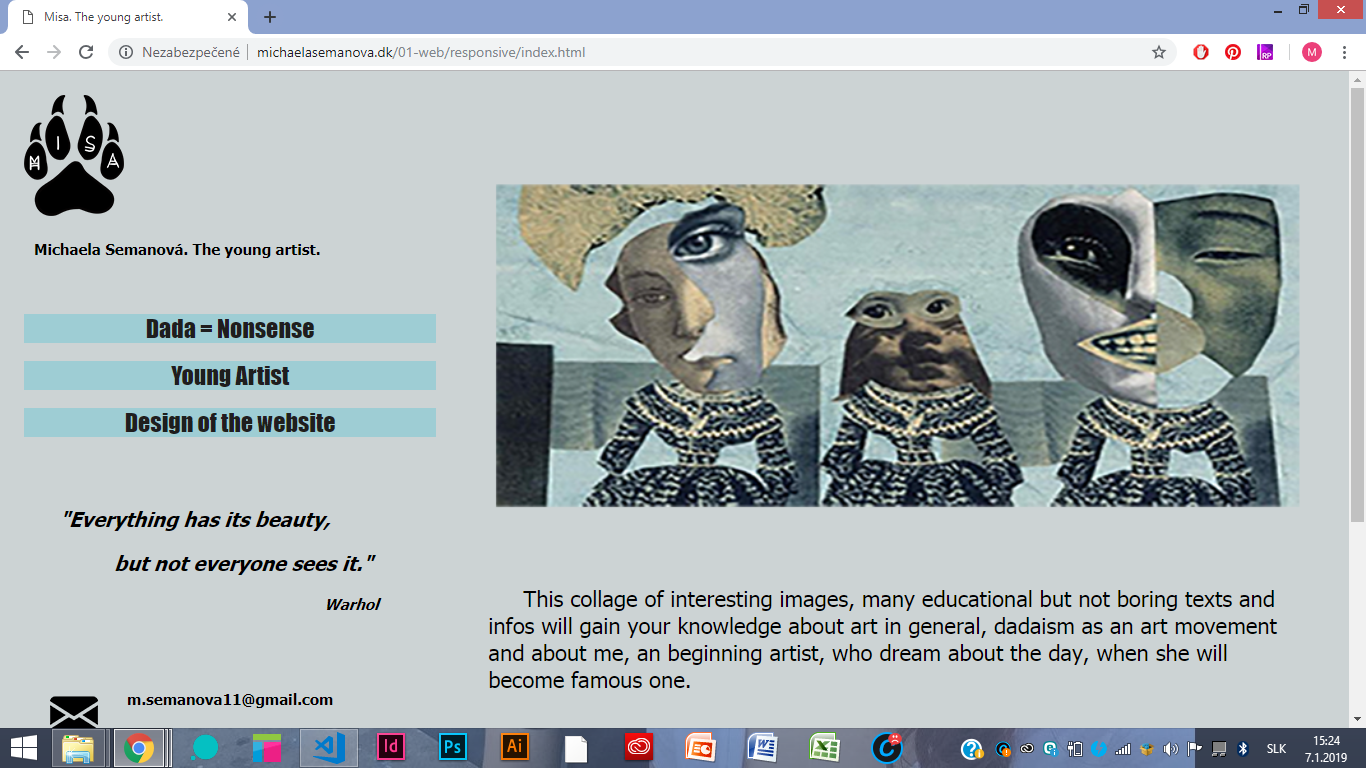 Misa. The young artist.
Nezabezpečené
michaelasemanova.dk/01-web/responsive/index.html
RP
M
M I S A
Michaela Semanová. The young artist.
Dada = Nonsense
Young Artist
Design of the website
"Everything has its beauty,
but not everyone sees it."
Warhol
This collage of interesting images, many educational but not boring texts and
infos will gain your knowledge about art in general, dadaism as an art movement
and about me, an beginning artist, who dream about the day, when she will
become famous one.
m.semanova11@gmail.com
Id
Ps
Ai
SLK
15:24
7.1.2019